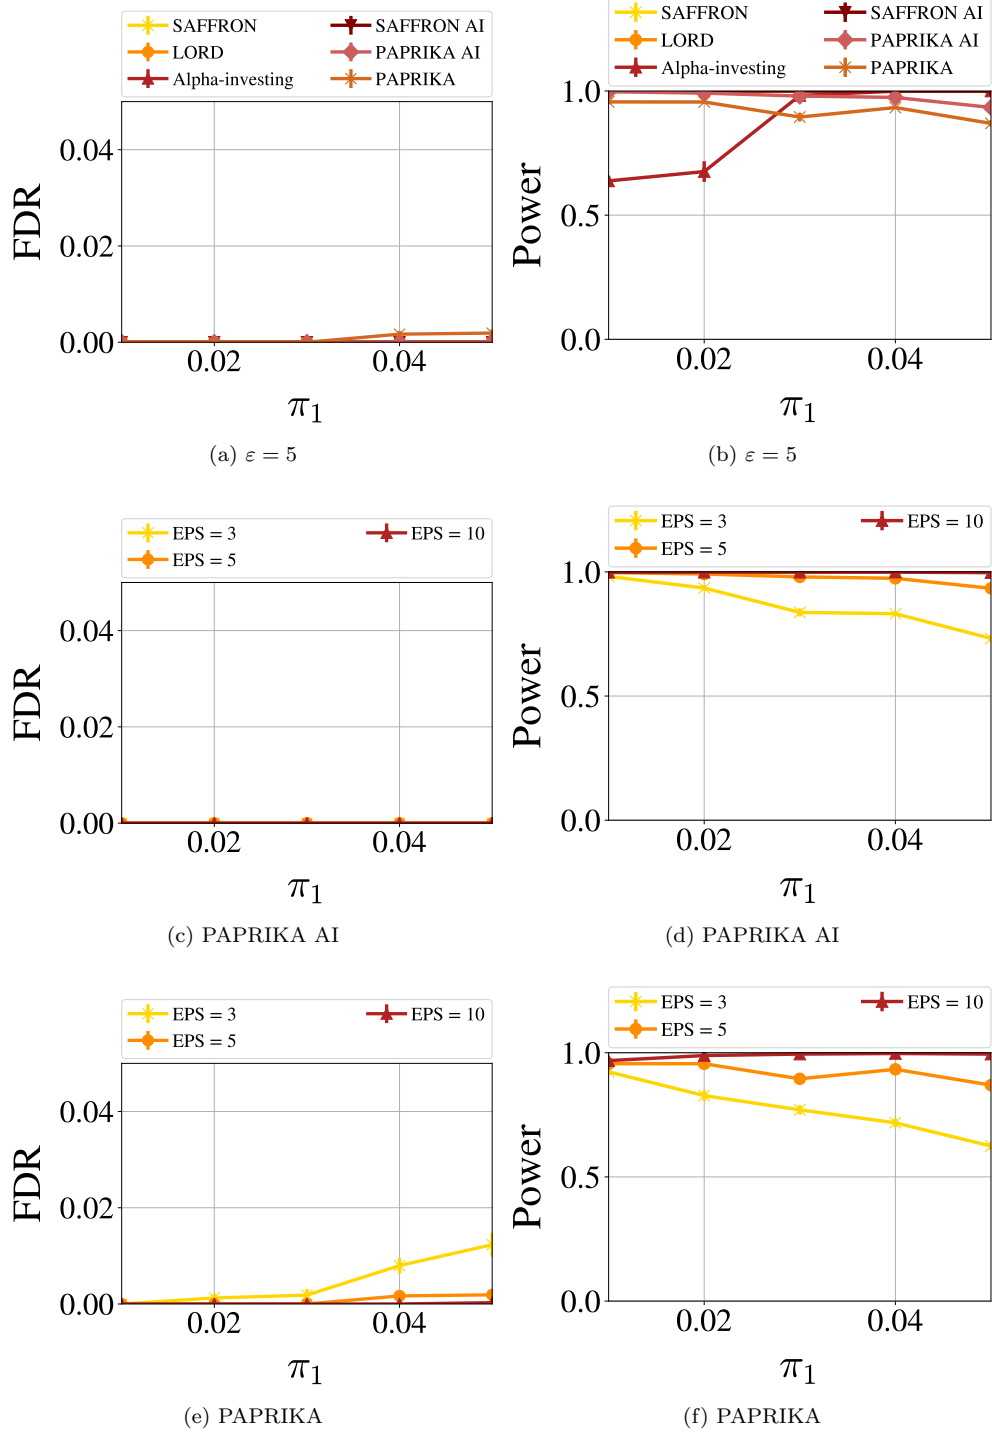 SAFFRON
LORD
Alpha-investing
SAFFRON AI
PAPRIKA AI
PAPRIKA
FDR
0.04
0.02
0.00
0.02 0.04
π1
(a) ε = 5
SAFFRON
LORD
Alpha-investing
SAFFRON AI
PAPRIKA AI
PAPRIKA
Power
1.0
0.5
0.0
0.02 0.04
π1
(b) ε = 5
EPS = 3
EPS = 5
EPS = 10
FDR
0.04
0.02
0.00
0.02 0.04
π1
(c) PAPRIKA AI
EPS = 3
EPS = 5
EPS = 10
Power
1.0
0.5
0.0
0.02 0.04
π1
(d) PAPRIKA AI
EPS = 3
EPS = 5
EPS = 10
FDR
0.04
0.02
0.00
0.02 0.04
π1
(e) PAPRIKA
EPS = 3
EPS = 5
EPS = 10
Power
1.0
0.5
0.0
0.02 0.04
π1
(f) PAPRIKA